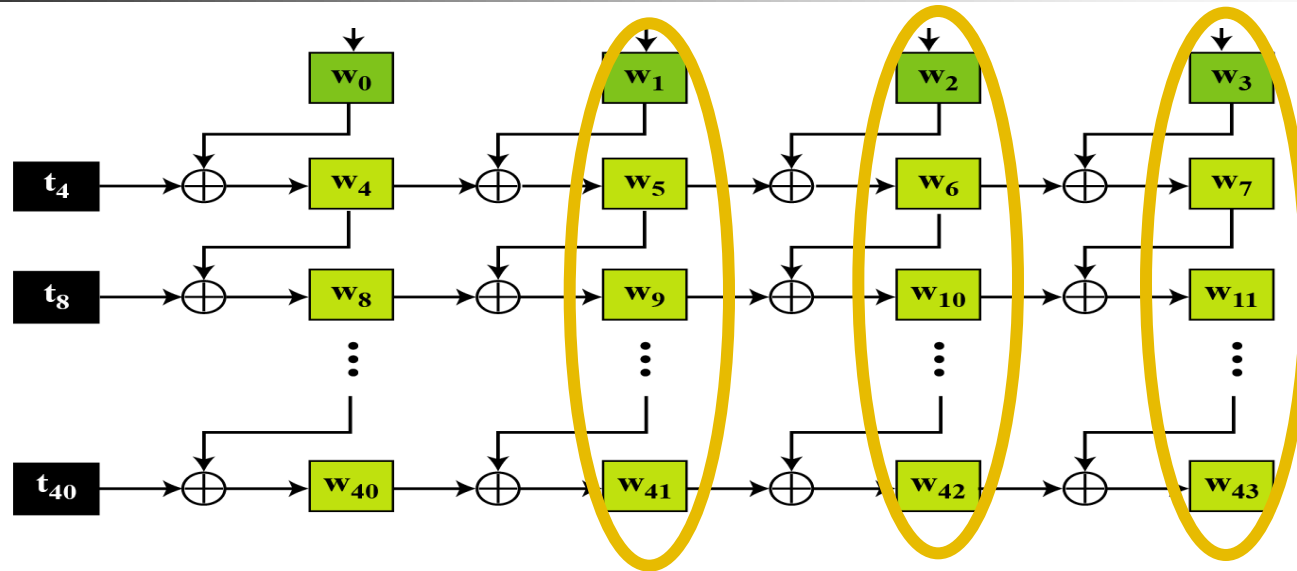 w₀ w₁ w₂ w₃
t₄ w₄ w₅ w₆ w₇
t₈ w₈ w₉ w₁₀ w₁₁
t₄₀ w₄₀ w₄₁ w₄₂ w₄₃